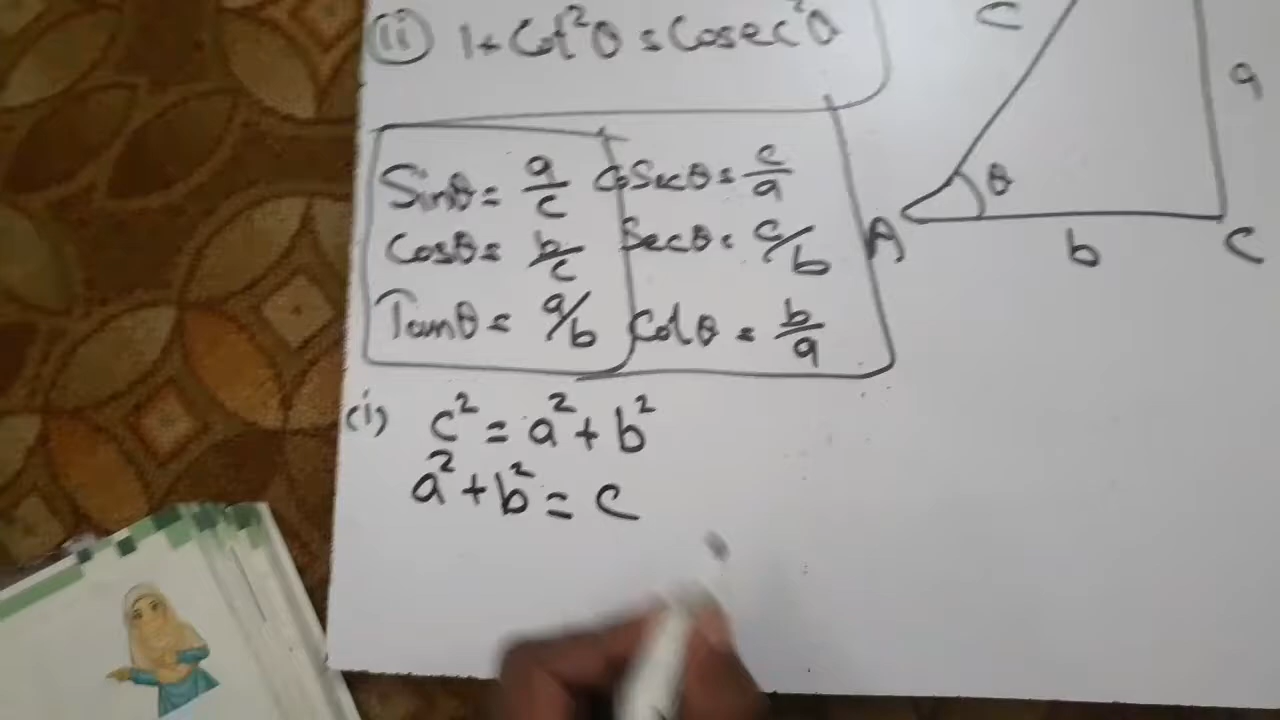 (ii) 1+ Cot²θ = Cosec²θ
c
a
θ
A b C
Sinθ = a/c Cosecθ = c/a
Cosθ = b/c Secθ = c/b
Tanθ = a/b Cotθ = b/a
(i) c² = a² + b²
a² + b² = c